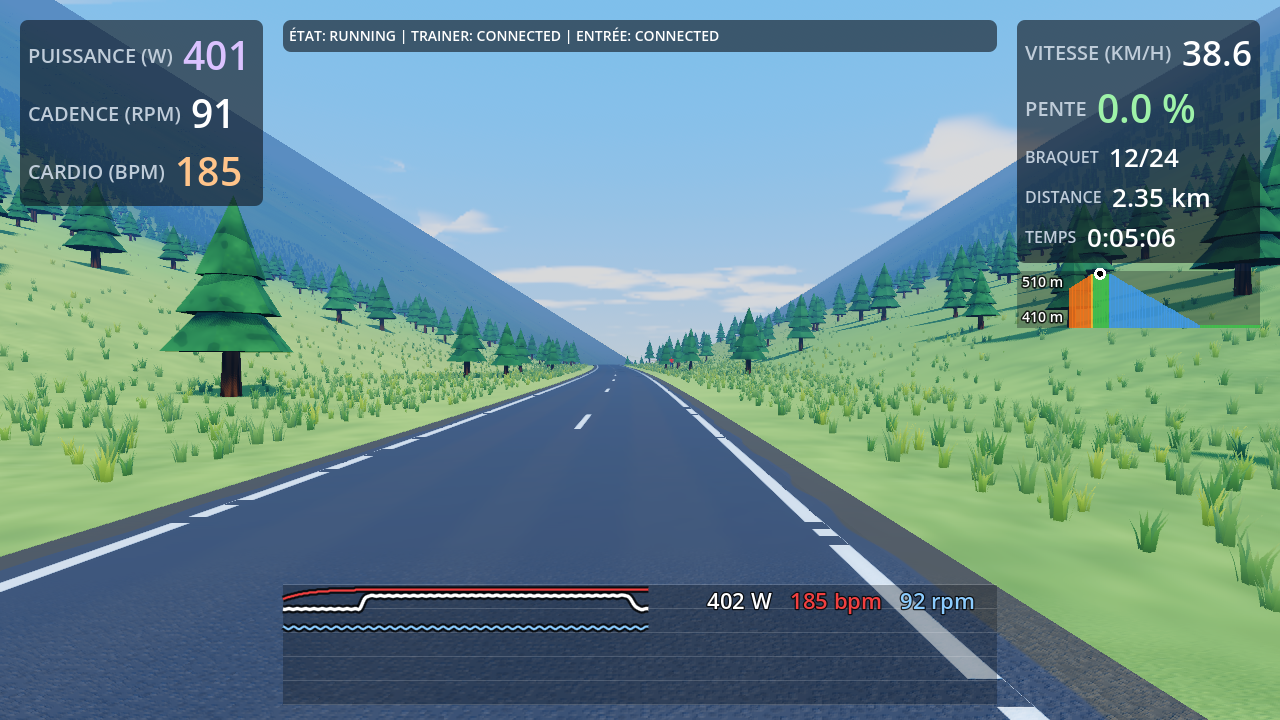 PUISSANCE (W) 401
CADENCE (RPM) 91
CARDIO (BPM) 185
ÉTAT: RUNNING | TRAINER: CONNECTED | ENTRÉE: CONNECTED
VITESSE (KM/H) 38.6
PENTE 0.0 %
BRAQUET 12/24
DISTANCE 2.35 km
TEMPS 0:05:06
510 m
410 m
402 W 185 bpm 92 rpm